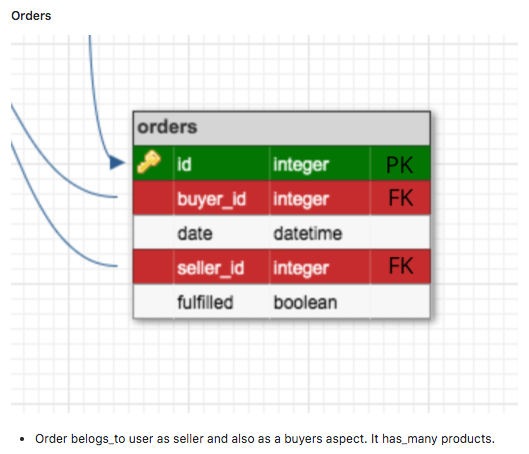 Orders
orders
id integer PK
buyer_id integer FK
date datetime
seller_id integer FK
fulfilled boolean
• Order belogs_to user as seller and also as a buyers aspect. It has_many products.